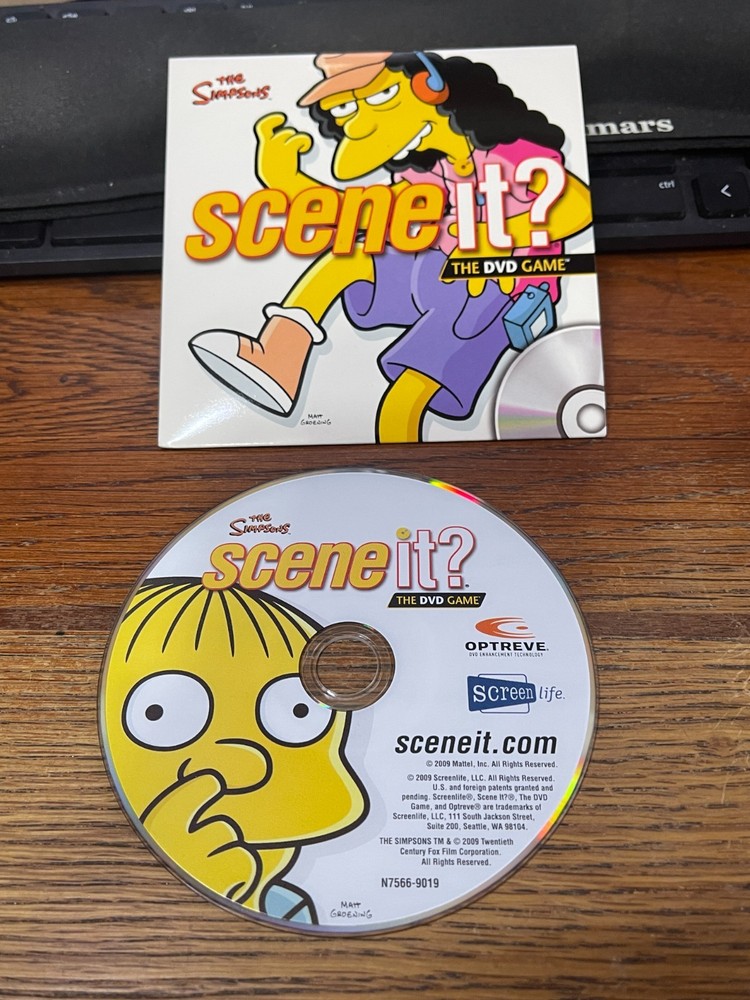 mars
ctrl
<
THE
SIMPSONS
scene it?
THE DVD GAME™
MATT
GROENING
THE
SIMPSONS
scene it?
THE DVD GAME
OPTREVE.
DVD ENHANCEMENT TECHNOLOGY
screenlife.
sceneit.com
© 2009 Mattel, Inc. All Rights Reserved.
© 2009 Screenlife, LLC. All Rights Reserved.
U.S. and foreign patents granted and
pending. Screenlife®, Scene It?®, The DVD
Game, and Optreve® are trademarks of
Screenlife, LLC, 111 South Jackson Street,
Suite 200, Seattle, WA 98104.
THE SIMPSONS TM & © 2009 Twentieth
Century Fox Film Corporation.
All Rights Reserved.
N7566-9019
MATT
GROENING